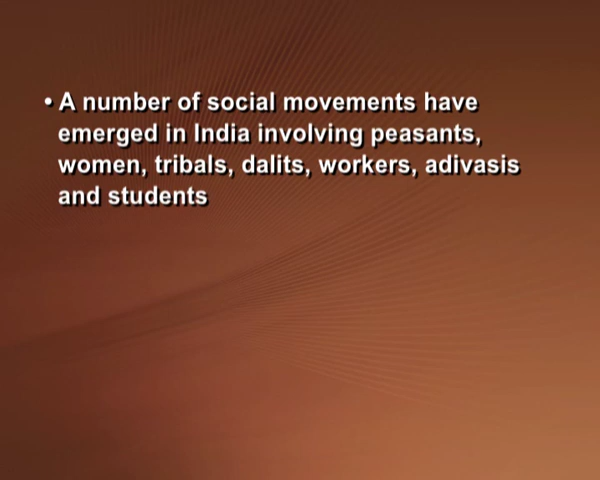 • A number of social movements have
emerged in India involving peasants,
women, tribals, dalits, workers, adivasis
and students